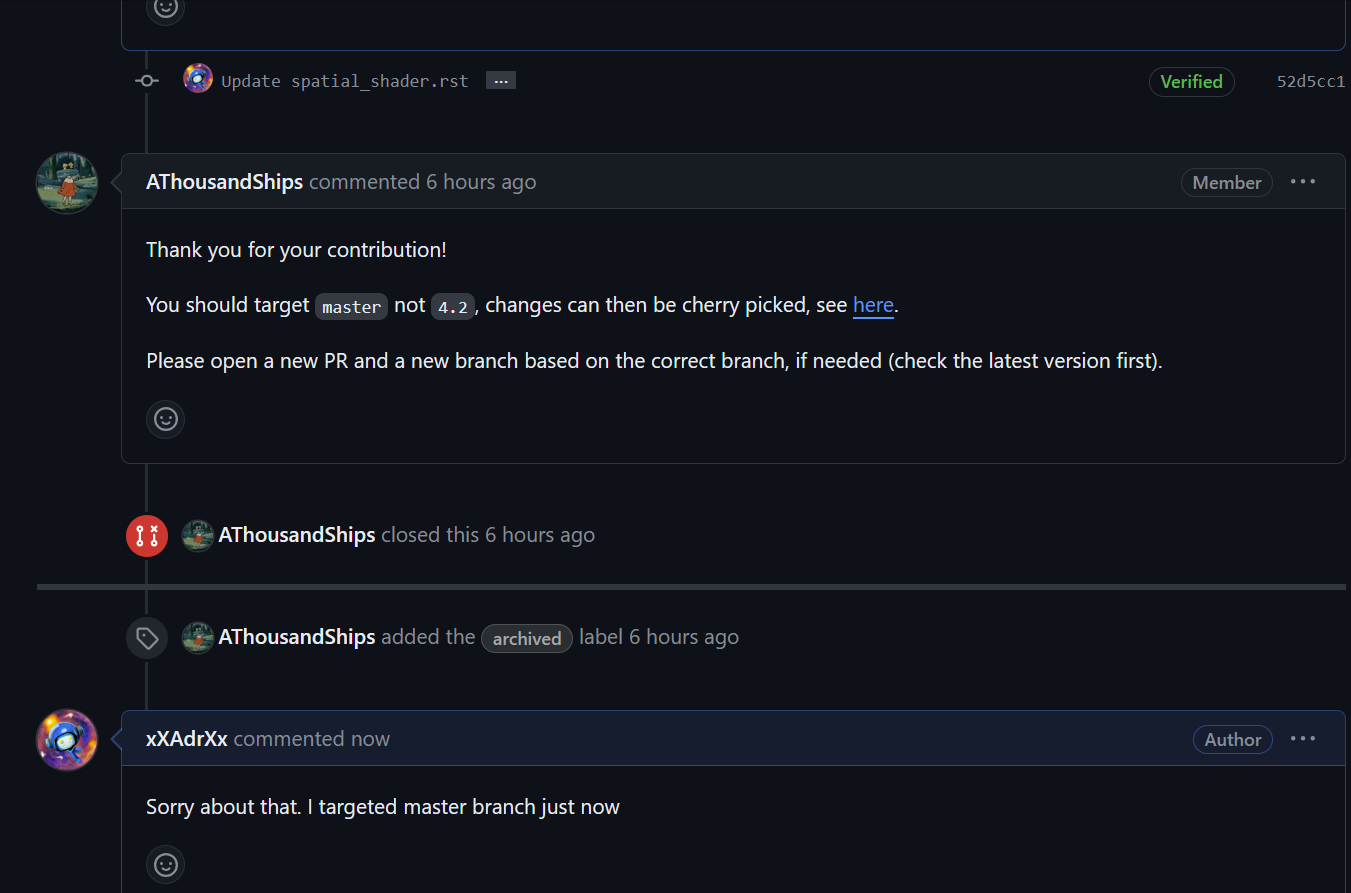 Update spatial_shader.rst ... Verified 52d5cc1
AThousandShips commented 6 hours ago Member ...
Thank you for your contribution!
You should target master not 4.2, changes can then be cherry picked, see here.
Please open a new PR and a new branch based on the correct branch, if needed (check the latest version first).
AThousandShips closed this 6 hours ago
AThousandShips added the archived label 6 hours ago
xXAdrXx commented now Author ...
Sorry about that. I targeted master branch just now